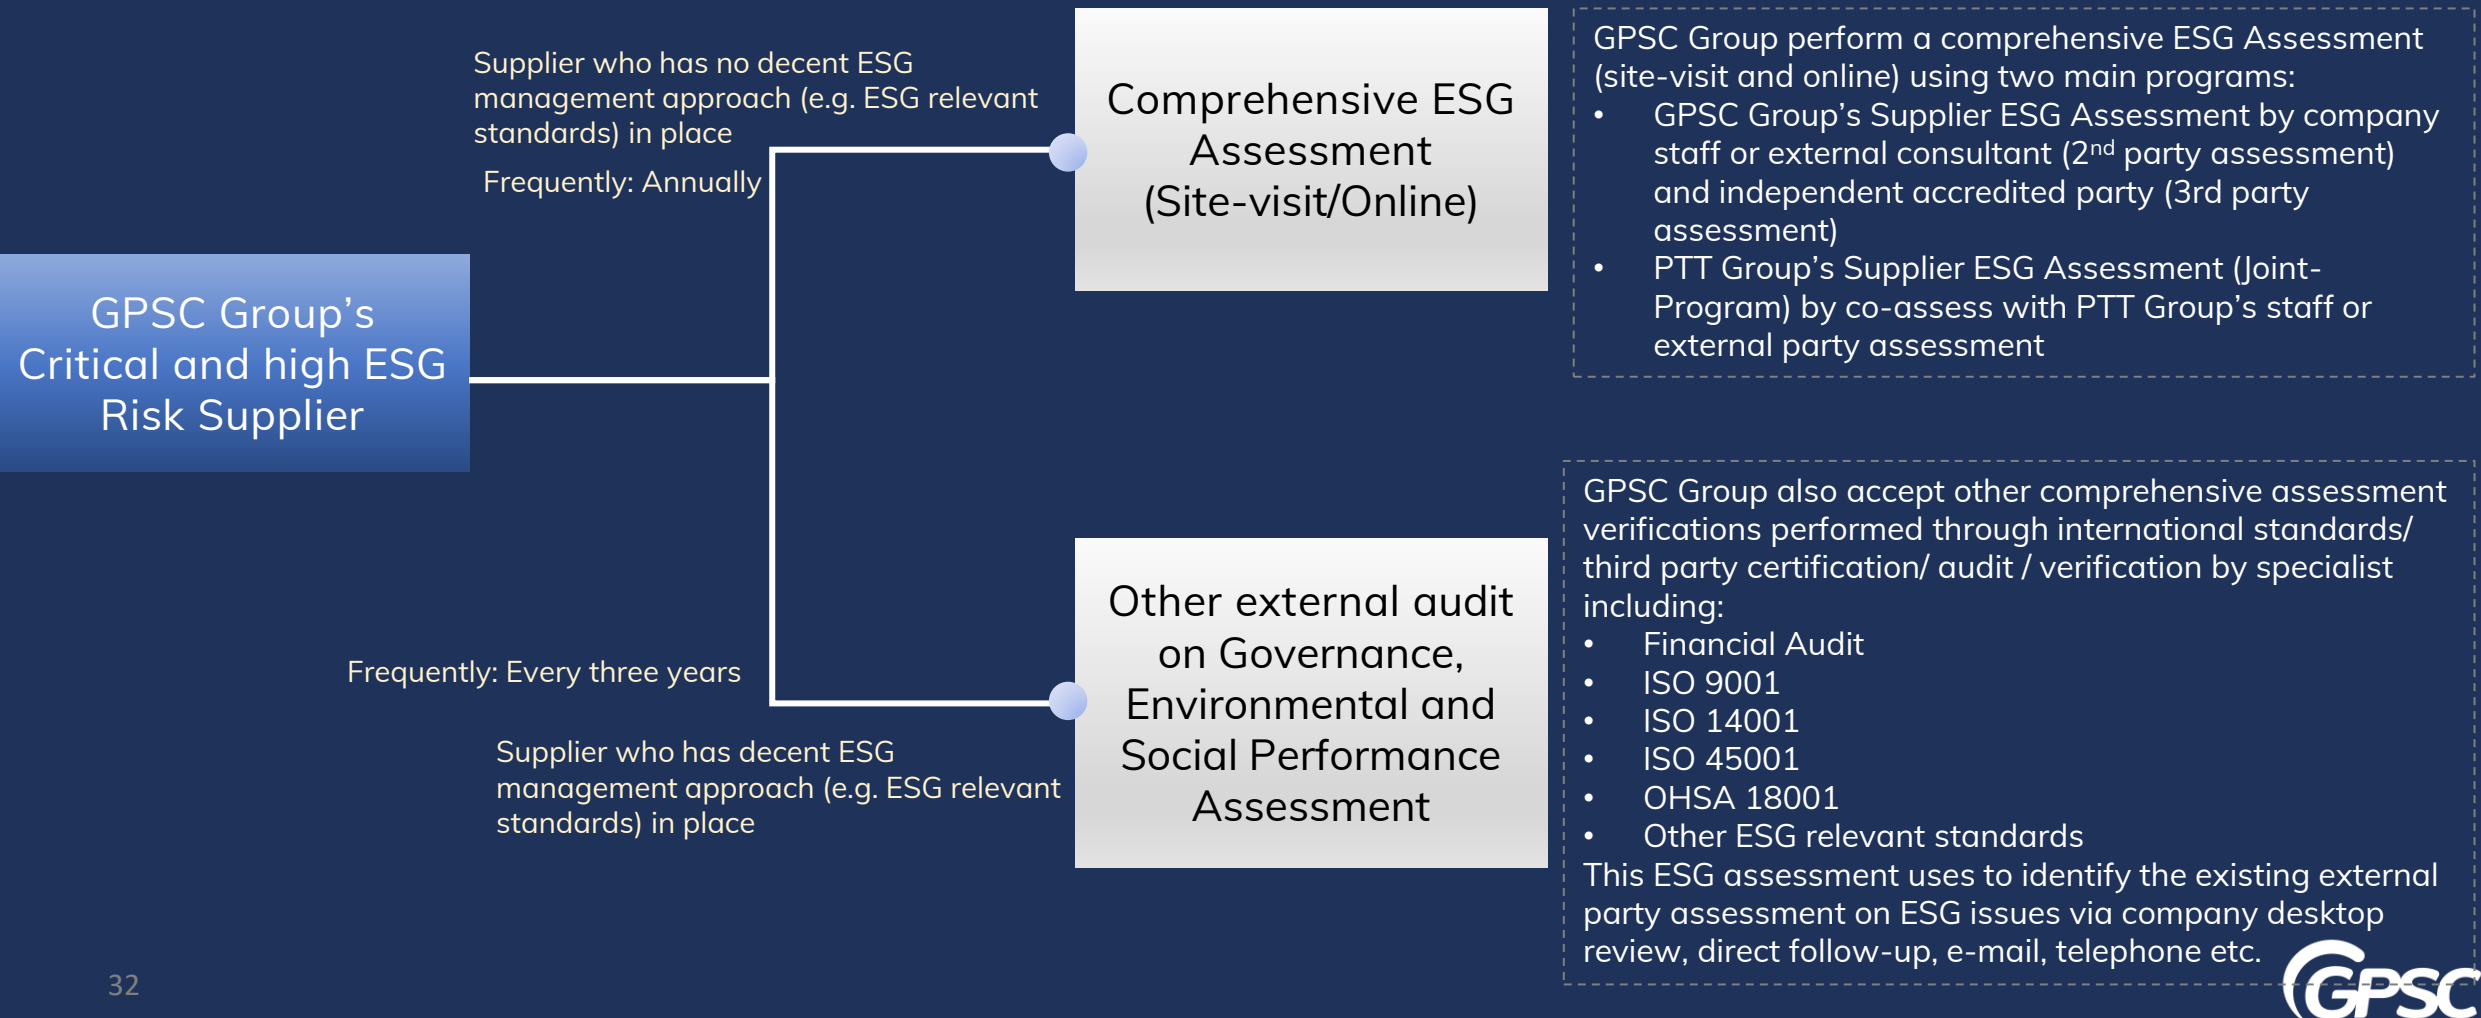 Supplier who has no decent ESG
management approach (e.g. ESG relevant
standards) in place
Frequently: Annually
GPSC Group’s
Critical and high ESG
Risk Supplier
Frequently: Every three years
Supplier who has decent ESG
management approach (e.g. ESG relevant
standards) in place
Comprehensive ESG
Assessment
(Site-visit/Online)
GPSC Group perform a comprehensive ESG Assessment
(site-visit and online) using two main programs:
• GPSC Group’s Supplier ESG Assessment by company
staff or external consultant (2nd party assessment)
and independent accredited party (3rd party
assessment)
• PTT Group’s Supplier ESG Assessment (Joint-
Program) by co-assess with PTT Group’s staff or
external party assessment
Other external audit
on Governance,
Environmental and
Social Performance
Assessment
GPSC Group also accept other comprehensive assessment
verifications performed through international standards/
third party certification/ audit / verification by specialist
including:
• Financial Audit
• ISO 9001
• ISO 14001
• ISO 45001
• OHSA 18001
• Other ESG relevant standards
This ESG assessment uses to identify the existing external
party assessment on ESG issues via company desktop
review, direct follow-up, e-mail, telephone etc.
32
GPSC